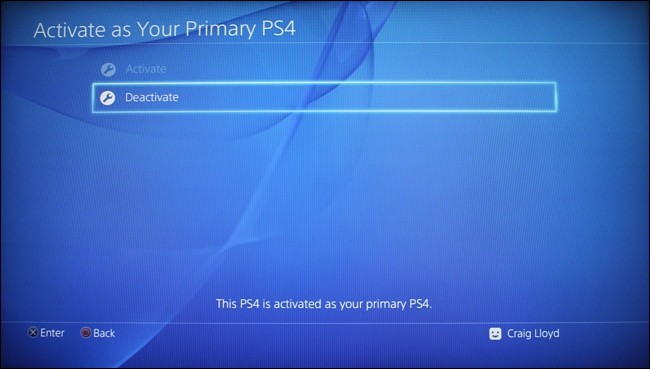 Activate as Your Primary PS4
Activate
Deactivate
This PS4 is activated as your primary PS4.
Enter Back Craig Lloyd